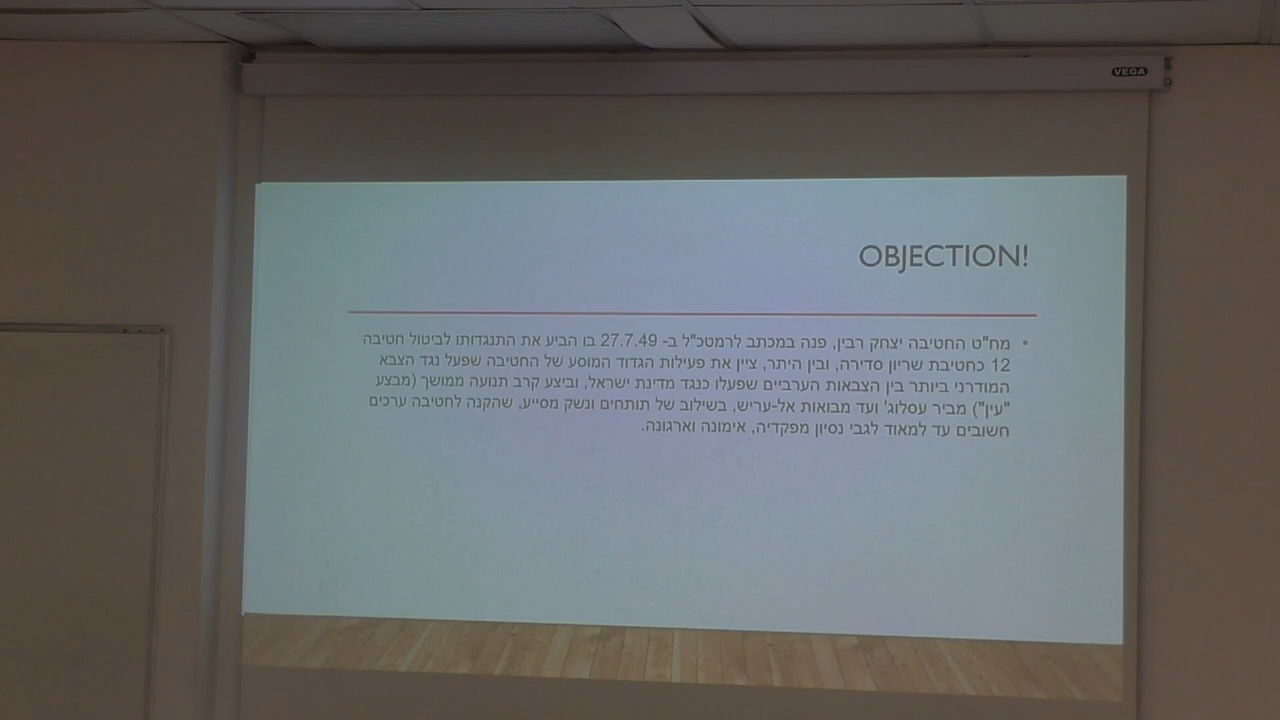 VEGA
OBJECTION!
• מח"ט החטיבה יצחק רבין, פנה במכתב לרמטכ"ל ב- 27.7.49 בו הביע את התנגדותו לביטול חטיבה
12 כחטיבת שריון סדירה, ובין היתר, ציין את פעילות הגדוד המוסע של החטיבה שפעל נגד הצבא
המודרני ביותר בין הצבאות הערביים שפעלו כנגד מדינת ישראל, וביצע קרב תנועה ממושך (מבצע
"עין") מביר עסלוג' ועד מבואות אל-עריש, בשילוב של תותחים ונשק מסייע, שהקנה לחטיבה ערכים
חשובים עד למאוד לגבי נסיון מפקדיה, אימונה וארגונה.